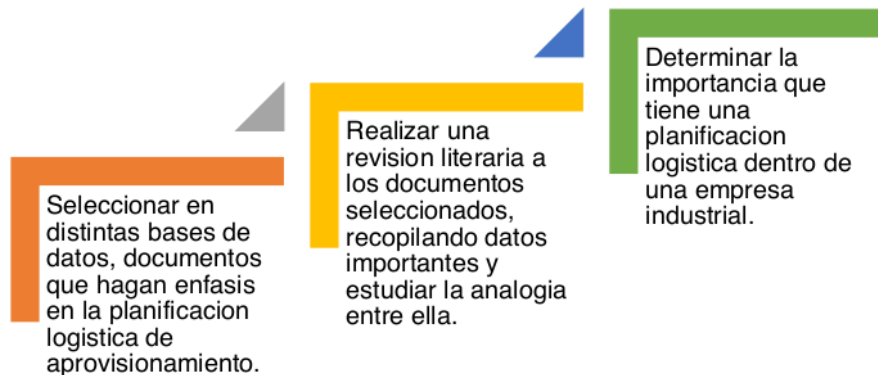 Seleccionar en
distintas bases de
datos, documentos
que hagan enfasis
en la planificacion
logistica de
aprovisionamiento.
Realizar una
revision literaria a
los documentos
seleccionados,
recopilando datos
importantes y
estudiar la analogia
entre ella.
Determinar la
importancia que
tiene una
planificacion
logistica dentro de
una empresa
industrial.